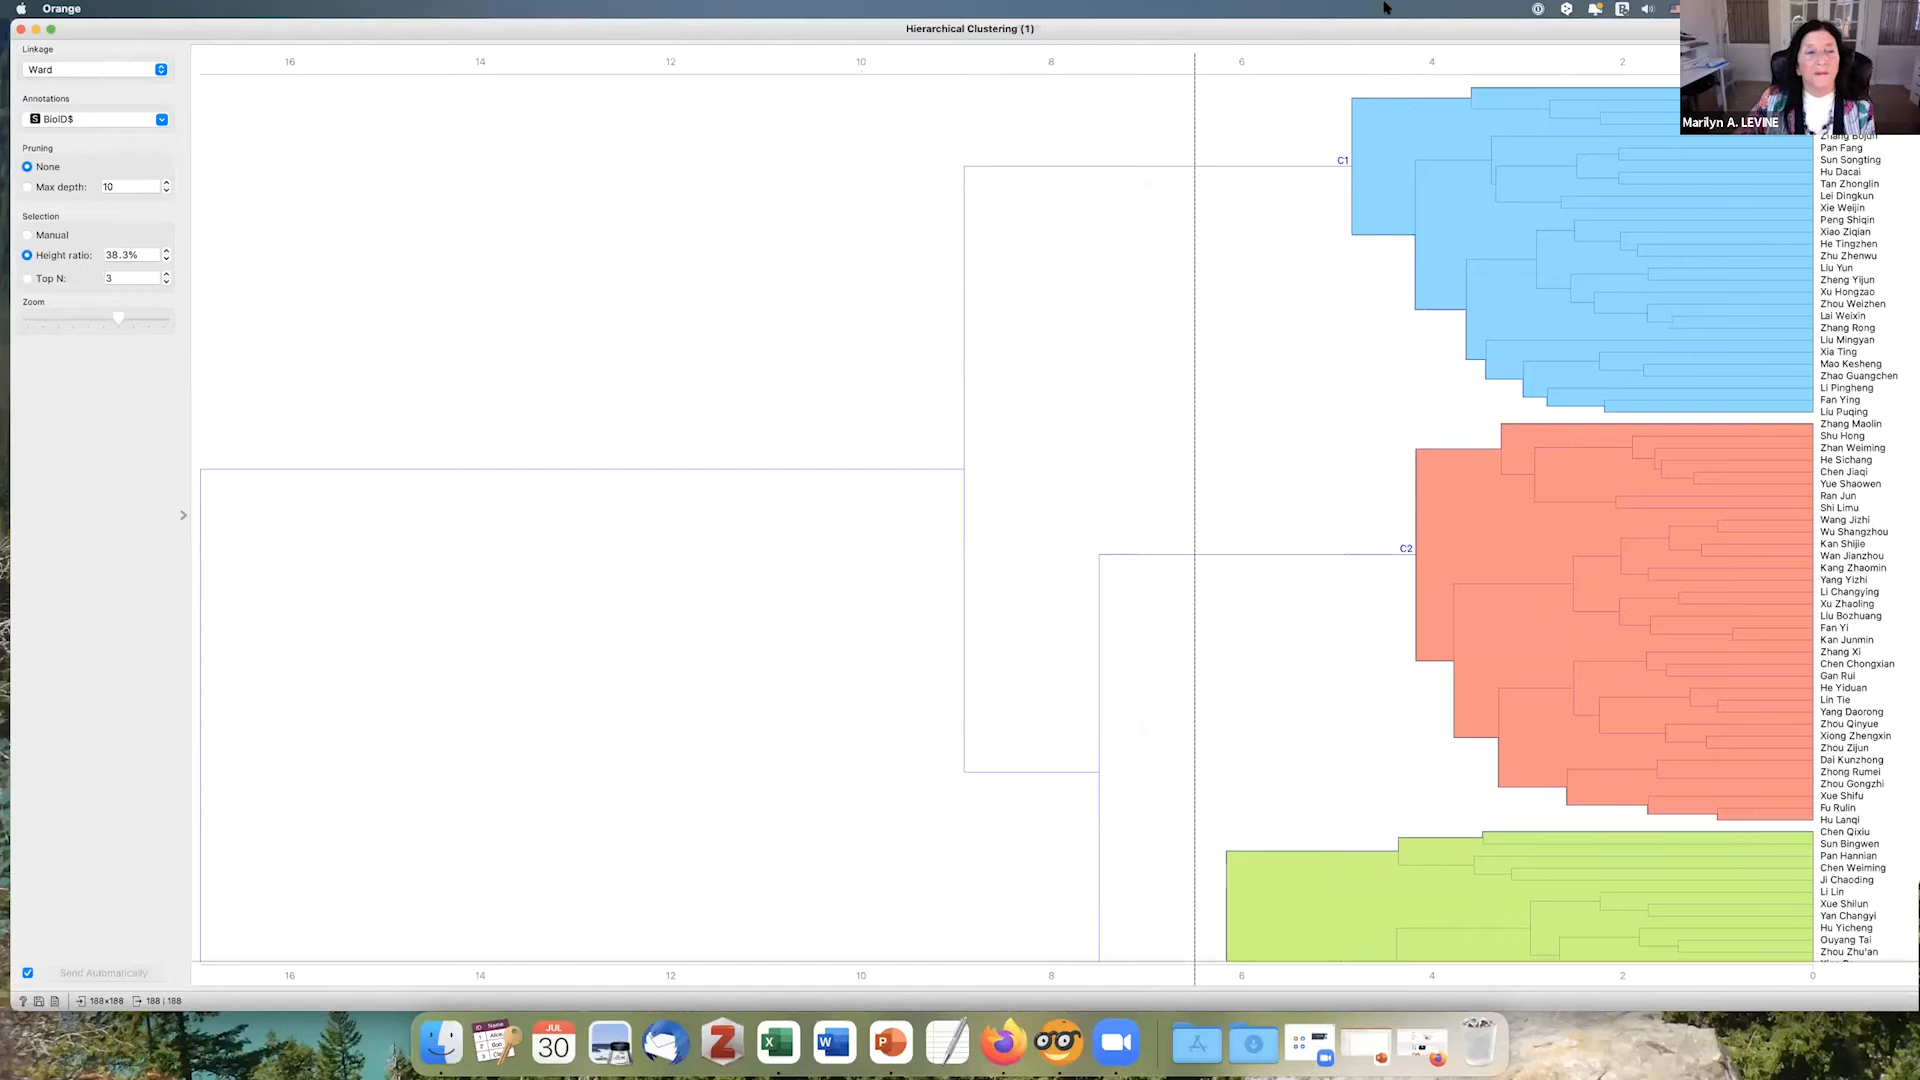 Orange
Hierarchical Clustering (1)
Linkage
Ward
Annotations
S BioID$
Pruning
None
Max depth: 10
Selection
Manual
Height ratio: 38.3%
Top N: 3
Zoom
16 14 12 10 8 6 4 2
C1
C2
Marilyn A. LEVINE
Zhang Bojun
Pan Fang
Sun Songting
Hu Dacai
Tan Zhonglin
Lei Dingkun
Xie Weijin
Peng Shiqin
Xiao Ziqian
He Tingzhen
Zhu Zhenwu
Liu Yun
Zheng Yijun
Xu Hongzao
Zhou Weizhen
Lai Weixin
Zhang Rong
Liu Mingyan
Xia Ting
Mao Kesheng
Zhao Guangchen
Li Pingheng
Fan Ying
Liu Puqing
Zhang Maolin
Shu Hong
Zhan Weiming
He Sichang
Chen Jiaqi
Yue Shaowen
Ran Jun
Shi Limu
Wang Jizhi
Wu Shangzhou
Kan Shijie
Wan Jianzhou
Kang Zhaomin
Yang Yizhi
Li Changying
Xu Zhaoling
Liu Bozhuang
Fan Yi
Kan Junmin
Zhang Xi
Chen Chongxian
Gan Rui
He Yiduan
Lin Tie
Yang Daorong
Zhou Qinyue
Xiong Zhengxin
Zhou Zijun
Dai Kunzhong
Zhong Rumei
Zhou Gongzhi
Xue Shifu
Fu Rulin
Hu Lanqi
Chen Qixiu
Sun Bingwen
Pan Hannian
Chen Weiming
Ji Chaoding
Li Lin
Xue Shilun
Yan Changyi
Hu Yicheng
Ouyang Tai
Zhou Zhu'an
16 14 12 10 8 6 4 2 0
Send Automatically
? 188×188 188 | 188
JUL
30
Z
X
W
P